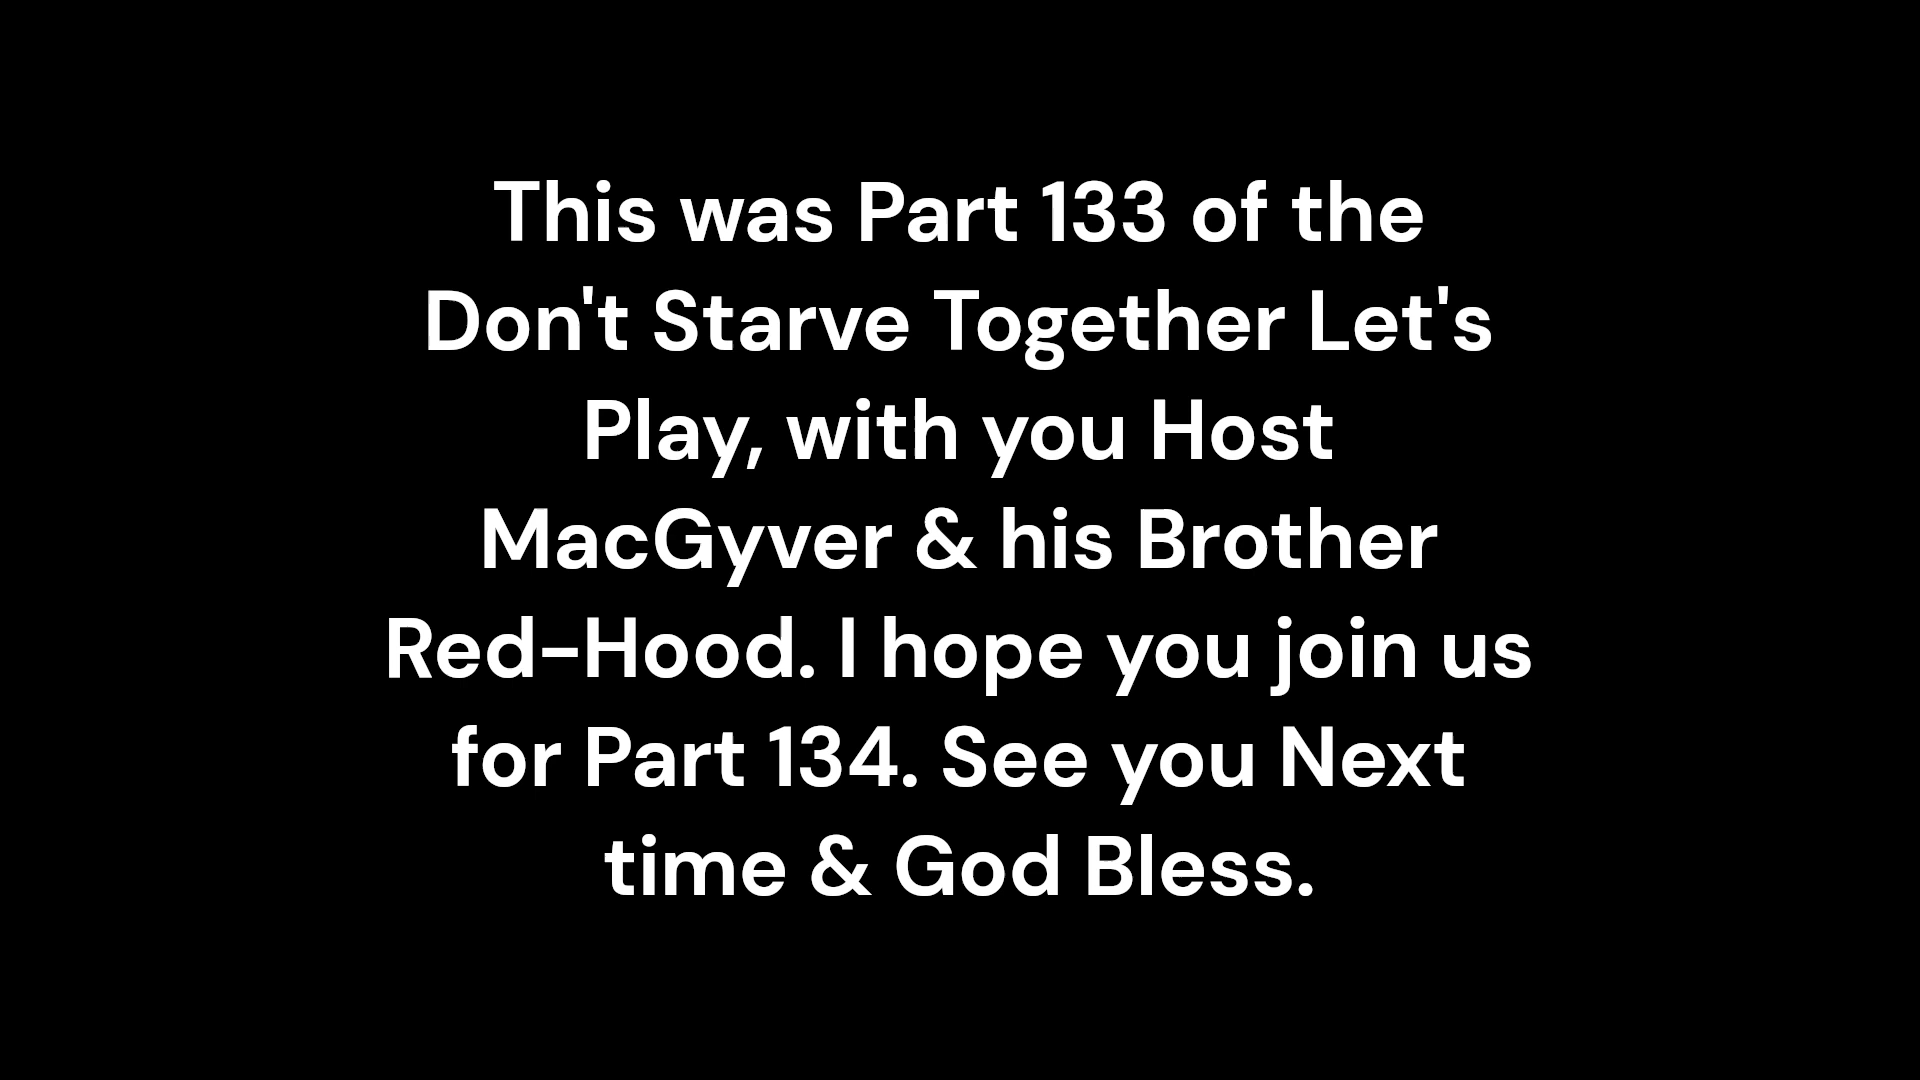 This was Part 133 of the
Don't Starve Together Let's
Play, with you Host
MacGyver & his Brother
Red-Hood. I hope you join us
for Part 134. See you Next
time & God Bless.